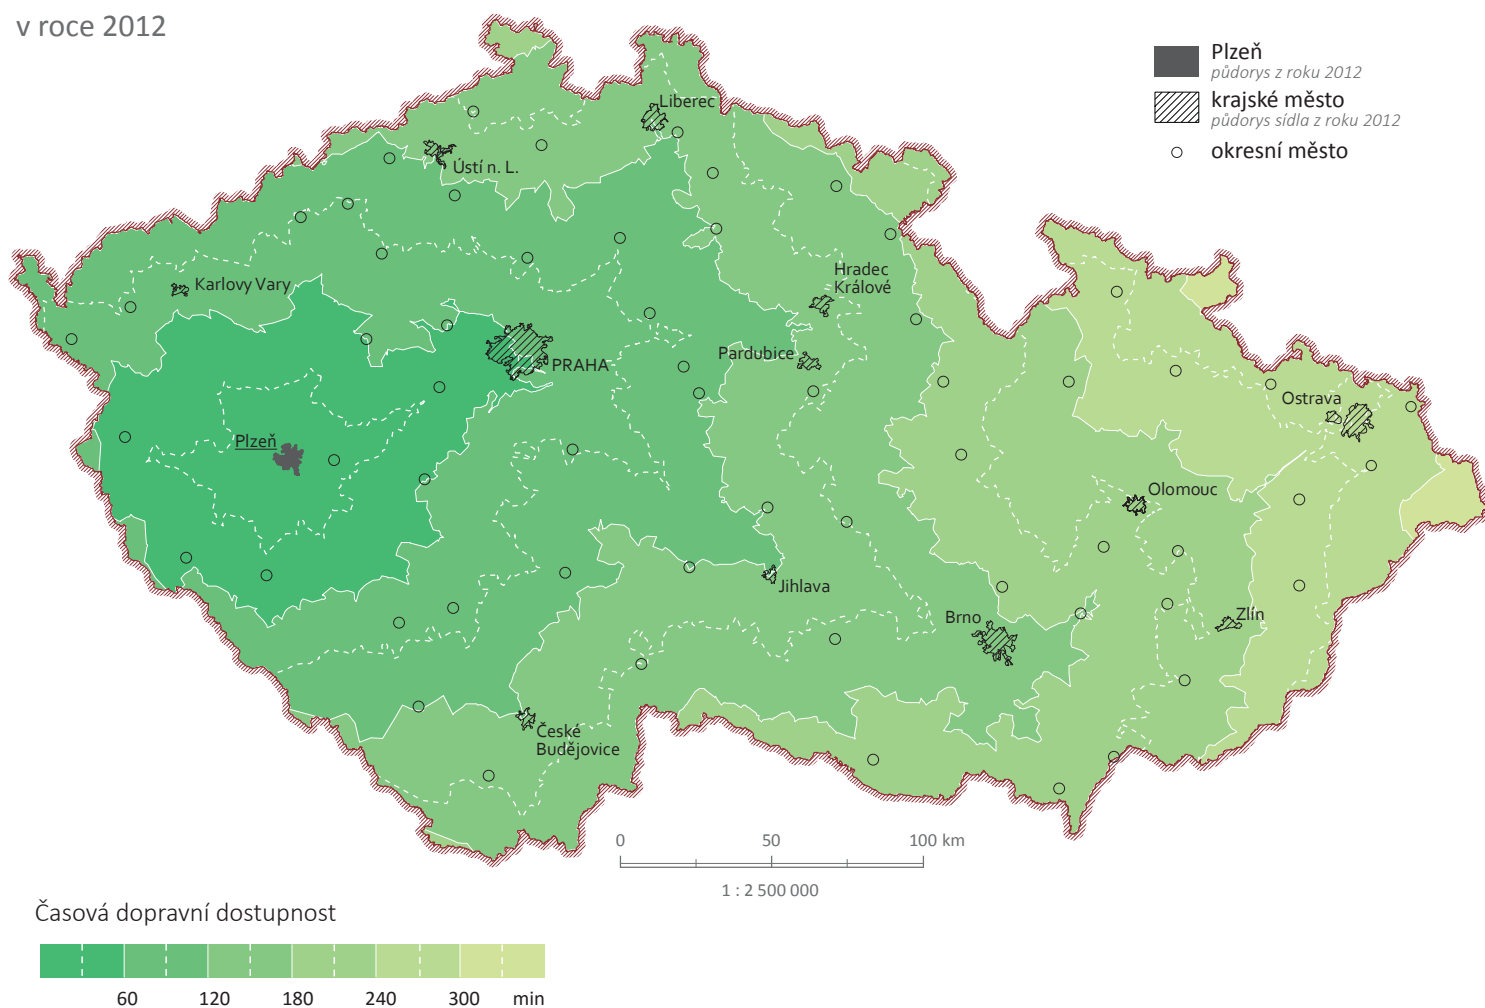 v roce 2012
Plzeň
půdorys z roku 2012
krajské město
půdorys sídla z roku 2012
okresní město
Liberec
Ústí n. L.
Karlovy Vary
Hradec
Králové
PRAHA
Pardubice
Plzeň
Ostrava
Olomouc
Jihlava
Brno
Zlín
České
Budějovice
0 50 100 km
1 : 2 500 000
Časová dopravní dostupnost
60 120 180 240 300 min